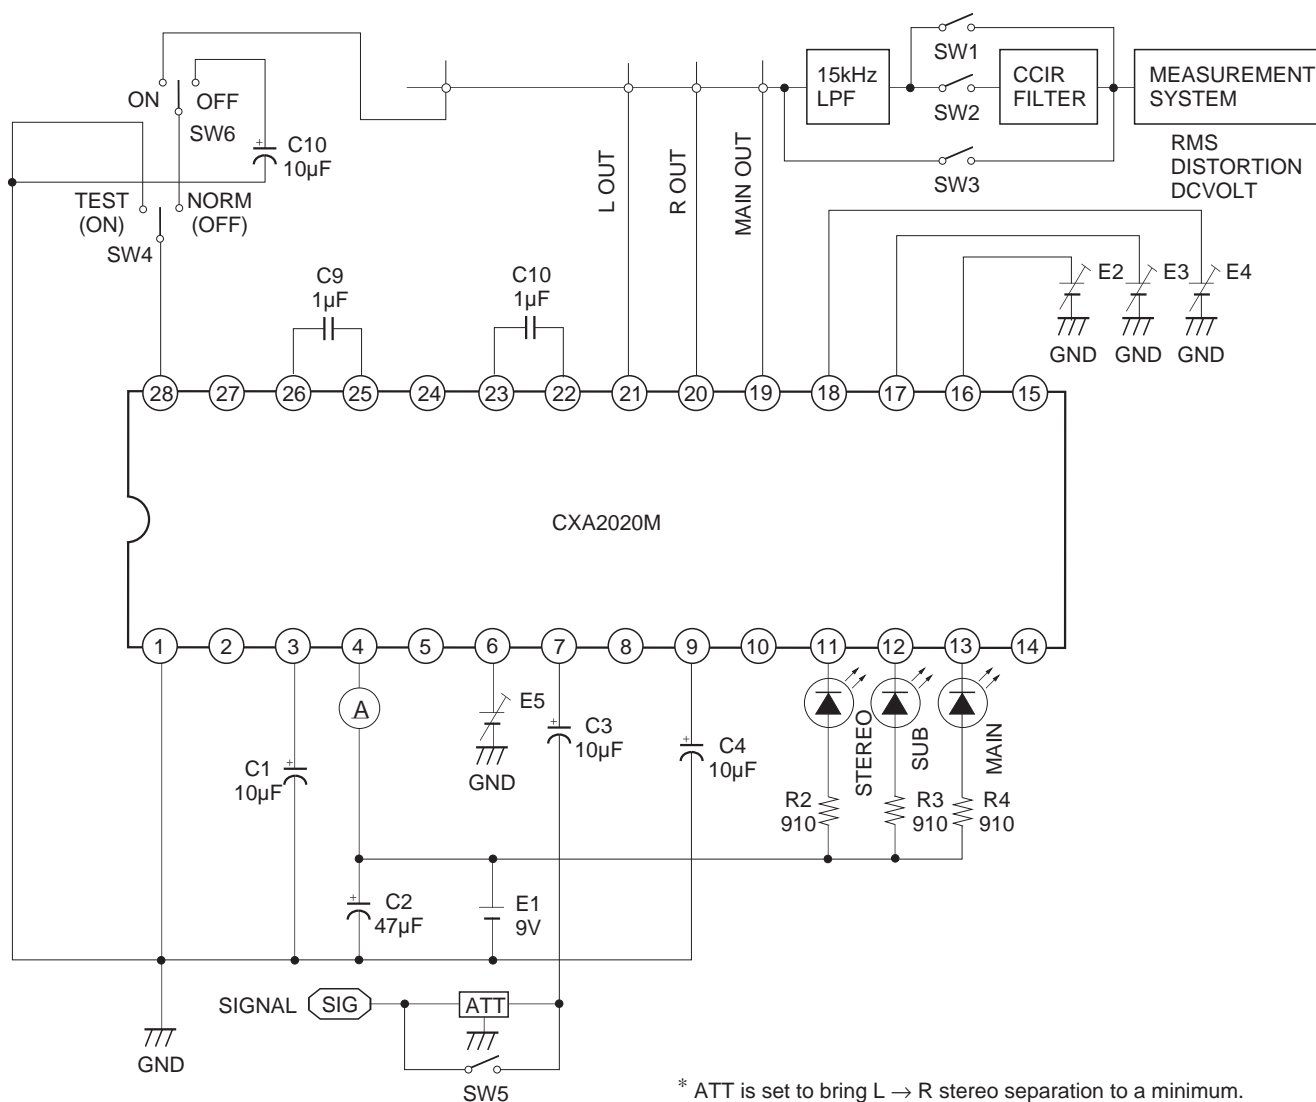 ON
OFF
SW6
C10
10µF
TEST
(ON)
NORM
(OFF)
SW4
L OUT
R OUT
MAIN OUT
15kHz
LPF
SW1
SW2
SW3
CCIR
FILTER
MEASUREMENT
SYSTEM
RMS
DISTORTION
DCVOLT
E2
E3
E4
GND
GND
GND
C9
1µF
C10
1µF
28
27
26
25
24
23
22
21
20
19
18
17
16
15
CXA2020M
1
2
3
4
5
6
7
8
9
10
11
12
13
14
A
E5
GND
C1
10µF
C3
10µF
C4
10µF
STEREO
SUB
MAIN
R2
910
R3
910
R4
910
C2
47µF
E1
9V
SIGNAL
SIG
ATT
SW5
GND
* ATT is set to bring L → R stereo separation to a minimum.